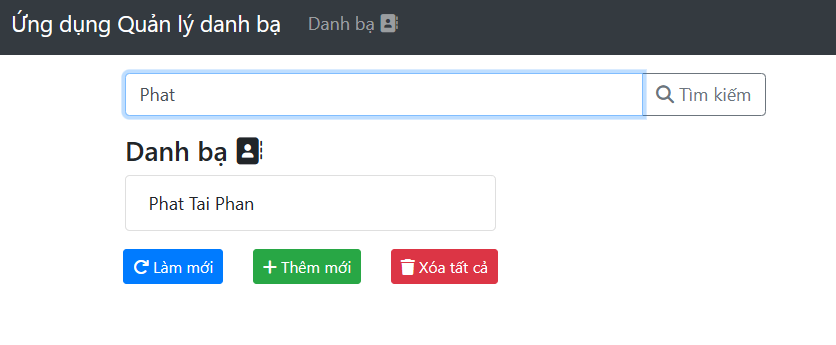 Ứng dụng Quản lý danh bạ Danh bạ
Phat Tìm kiếm
Danh bạ
Phat Tai Phan
Làm mới Thêm mới Xóa tất cả